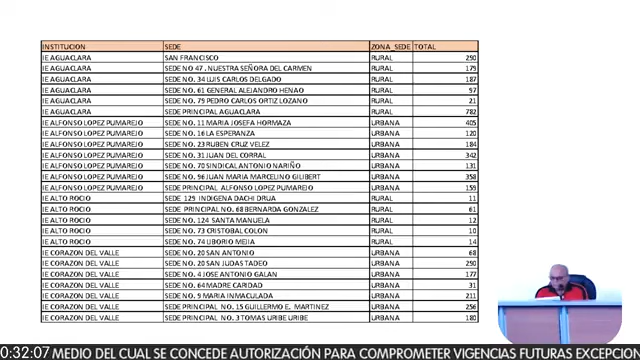 INSTITUCION SEDE ZONA_SEDE TOTAL
IE AGUACLARA SAN FRANCISCO RURAL 290
IE AGUACLARA SEDE NO 47 . NUESTRA SEÑORA DEL CARMEN RURAL 179
IE AGUACLARA SEDE NO. 34 LUIS CARLOS DELGADO RURAL 187
IE AGUACLARA SEDE NO. 61 GENERAL ALEJANDRO HENAO RURAL 97
IE AGUACLARA SEDE NO. 79 PEDRO CARLOS ORTIZ LOZANO RURAL 21
IE AGUACLARA SEDE PRINCIPAL AGUACLARA RURAL 782
IE ALFONSO LOPEZ PUMAREJO SEDE NO. 11 MARIA JOSEFA HORMAZA URBANA 405
IE ALFONSO LOPEZ PUMAREJO SEDE NO. 16 LA ESPERANZA URBANA 120
IE ALFONSO LOPEZ PUMAREJO SEDE NO. 23 RUBEN CRUZ VELEZ URBANA 184
IE ALFONSO LOPEZ PUMAREJO SEDE NO. 31 JUAN DEL CORRAL URBANA 342
IE ALFONSO LOPEZ PUMAREJO SEDE NO. 70 SINDICAL ANTONIO NARIÑO URBANA 131
IE ALFONSO LOPEZ PUMAREJO SEDE NO. 96 JUAN MARIA MARCELINO GILIBERT URBANA 358
IE ALFONSO LOPEZ PUMAREJO SEDE PRINCIPAL ALFONSO LOPEZ PUMAREJO URBANA 159
IE ALTO ROCIO SEDE 129 INDIGENA DACHI DRUA RURAL 11
IE ALTO ROCIO SEDE PRINCIPAL NO. 68 BERNARDA GONZALEZ RURAL 61
IE ALTO ROCIO SEDE NO. 124 SANTA MANUELA RURAL 12
IE ALTO ROCIO SEDE NO. 73 CRISTOBAL COLON RURAL 10
IE ALTO ROCIO SEDE NO. 74 LIBORIO MEJIA RURAL 14
IE CORAZON DEL VALLE SEDE NO. 20 SAN ANTONIO URBANA 68
IE CORAZON DEL VALLE SEDE NO. 20 SAN JUDAS TADEO URBANA 290
IE CORAZON DEL VALLE SEDE NO. 4 JOSE ANTONIO GALAN URBANA 177
IE CORAZON DEL VALLE SEDE NO. 64 MADRE CARIDAD URBANA 31
IE CORAZON DEL VALLE SEDE NO. 9 MARIA INMACULADA URBANA 211
IE CORAZON DEL VALLE SEDE PRINCIPAL NO. 15 GUILLERMO E. MARTINEZ URBANA 256
IE CORAZON DEL VALLE SEDE PRINCIPAL NO. 3 TOMAS URIBE URIBE URBANA 180
0:32:07 MEDIO DEL CUAL SE CONCEDE AUTORIZACIÓN PARA COMPROMETER VIGENCIAS FUTURAS EXCEPCION